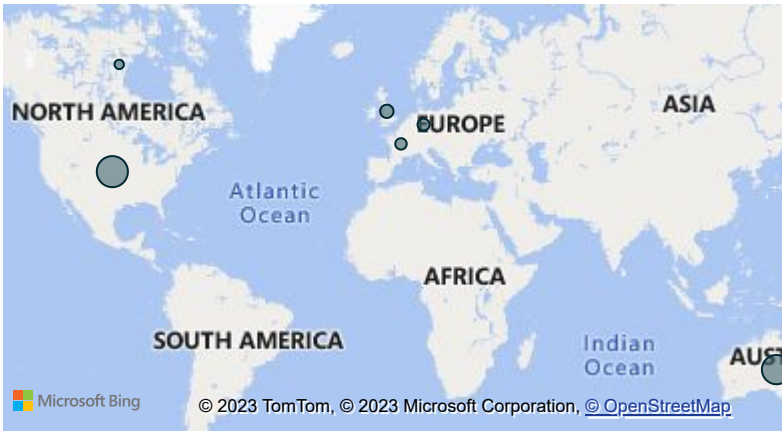 NORTH AMERICA
EUROPE
ASIA
Atlantic
Ocean
AFRICA
SOUTH AMERICA
Indian
Ocean
AUST
Microsoft Bing
© 2023 TomTom, © 2023 Microsoft Corporation, © OpenStreetMap